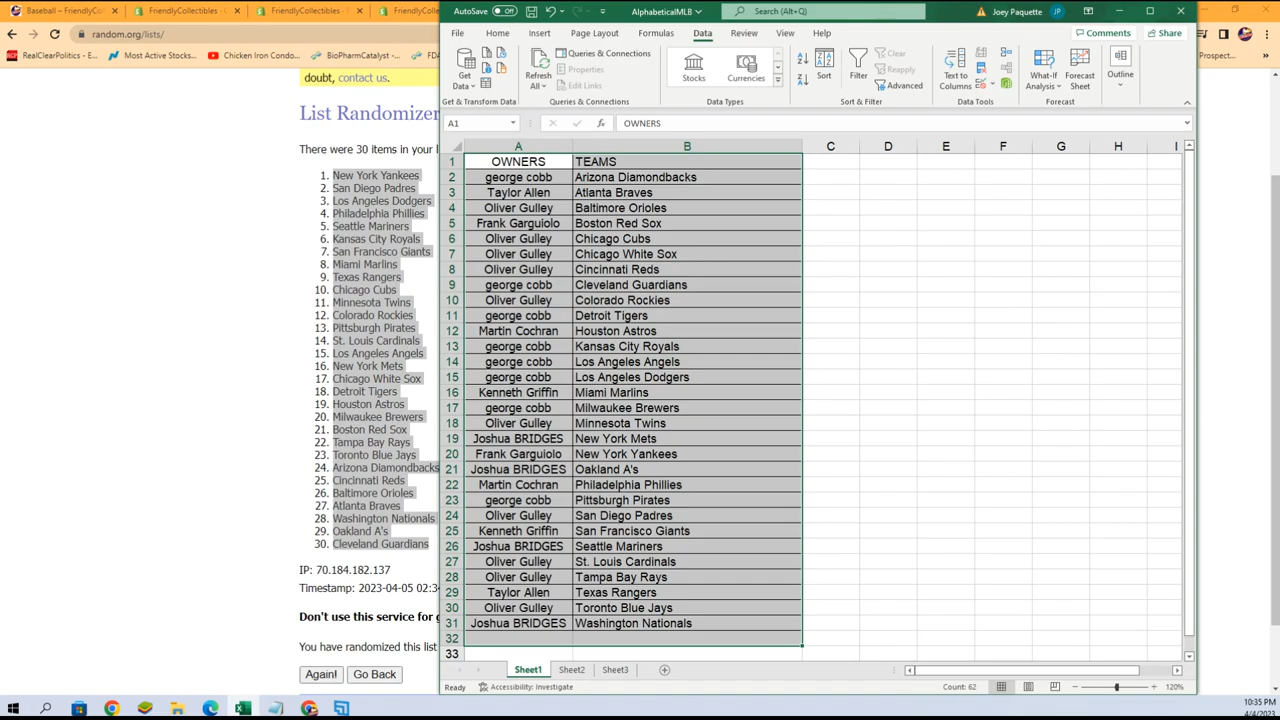 FriendlyCollectibles -
FriendlyCollectibles -
FriendlyCollectibles -
AutoSave Off
AlphabeticalMLB
Search (Alt+Q)
Joey Paquette
JP
random.org/lists/
File Home Insert Page Layout Formulas Data Review View Help
Comments
Share
RealClearPolitics - E...
Most Active Stocks...
Chicken Iron Condo...
BioPharmCatalyst -...
Prospect...
Get Data
Refresh All
Queries & Connections
Properties
Edit Links
Stocks
Currencies
Sort
Filter
Clear
Reapply
Advanced
Text to Columns
What-If Analysis
Forecast Sheet
Outline
Get & Transform Data
Queries & Connections
Data Types
Sort & Filter
Data Tools
Forecast
doubt, contact us.
List Randomizer
There were 30 items in your l
1. New York Yankees
2. San Diego Padres
3. Los Angeles Dodgers
4. Philadelphia Phillies
5. Seattle Mariners
6. Kansas City Royals
7. San Francisco Giants
8. Miami Marlins
9. Texas Rangers
10. Chicago Cubs
11. Minnesota Twins
12. Colorado Rockies
13. Pittsburgh Pirates
14. St. Louis Cardinals
15. Los Angeles Angels
16. New York Mets
17. Chicago White Sox
18. Detroit Tigers
19. Houston Astros
20. Milwaukee Brewers
21. Boston Red Sox
22. Tampa Bay Rays
23. Toronto Blue Jays
24. Arizona Diamondbacks
25. Cincinnati Reds
26. Baltimore Orioles
27. Atlanta Braves
28. Washington Nationals
29. Oakland A's
30. Cleveland Guardians
IP: 70.184.182.137
Timestamp: 2023-04-05 02:3
Don't use this service for g
You have randomized this list
Again!
Go Back
A1
OWNERS
A B C D E F G H I
1 OWNERS TEAMS
2 george cobb Arizona Diamondbacks
3 Taylor Allen Atlanta Braves
4 Oliver Gulley Baltimore Orioles
5 Frank Garguiolo Boston Red Sox
6 Oliver Gulley Chicago Cubs
7 Oliver Gulley Chicago White Sox
8 Oliver Gulley Cincinnati Reds
9 george cobb Cleveland Guardians
10 Oliver Gulley Colorado Rockies
11 george cobb Detroit Tigers
12 Martin Cochran Houston Astros
13 george cobb Kansas City Royals
14 george cobb Los Angeles Angels
15 george cobb Los Angeles Dodgers
16 Kenneth Griffin Miami Marlins
17 george cobb Milwaukee Brewers
18 Oliver Gulley Minnesota Twins
19 Joshua BRIDGES New York Mets
20 Frank Garguiolo New York Yankees
21 Joshua BRIDGES Oakland A's
22 Martin Cochran Philadelphia Phillies
23 george cobb Pittsburgh Pirates
24 Oliver Gulley San Diego Padres
25 Kenneth Griffin San Francisco Giants
26 Joshua BRIDGES Seattle Mariners
27 Oliver Gulley St. Louis Cardinals
28 Oliver Gulley Tampa Bay Rays
29 Taylor Allen Texas Rangers
30 Oliver Gulley Toronto Blue Jays
31 Joshua BRIDGES Washington Nationals
32
33
Sheet1 Sheet2 Sheet3
Ready
Accessibility: Investigate
Count: 62
120%
10:35 PM
4/4/2023